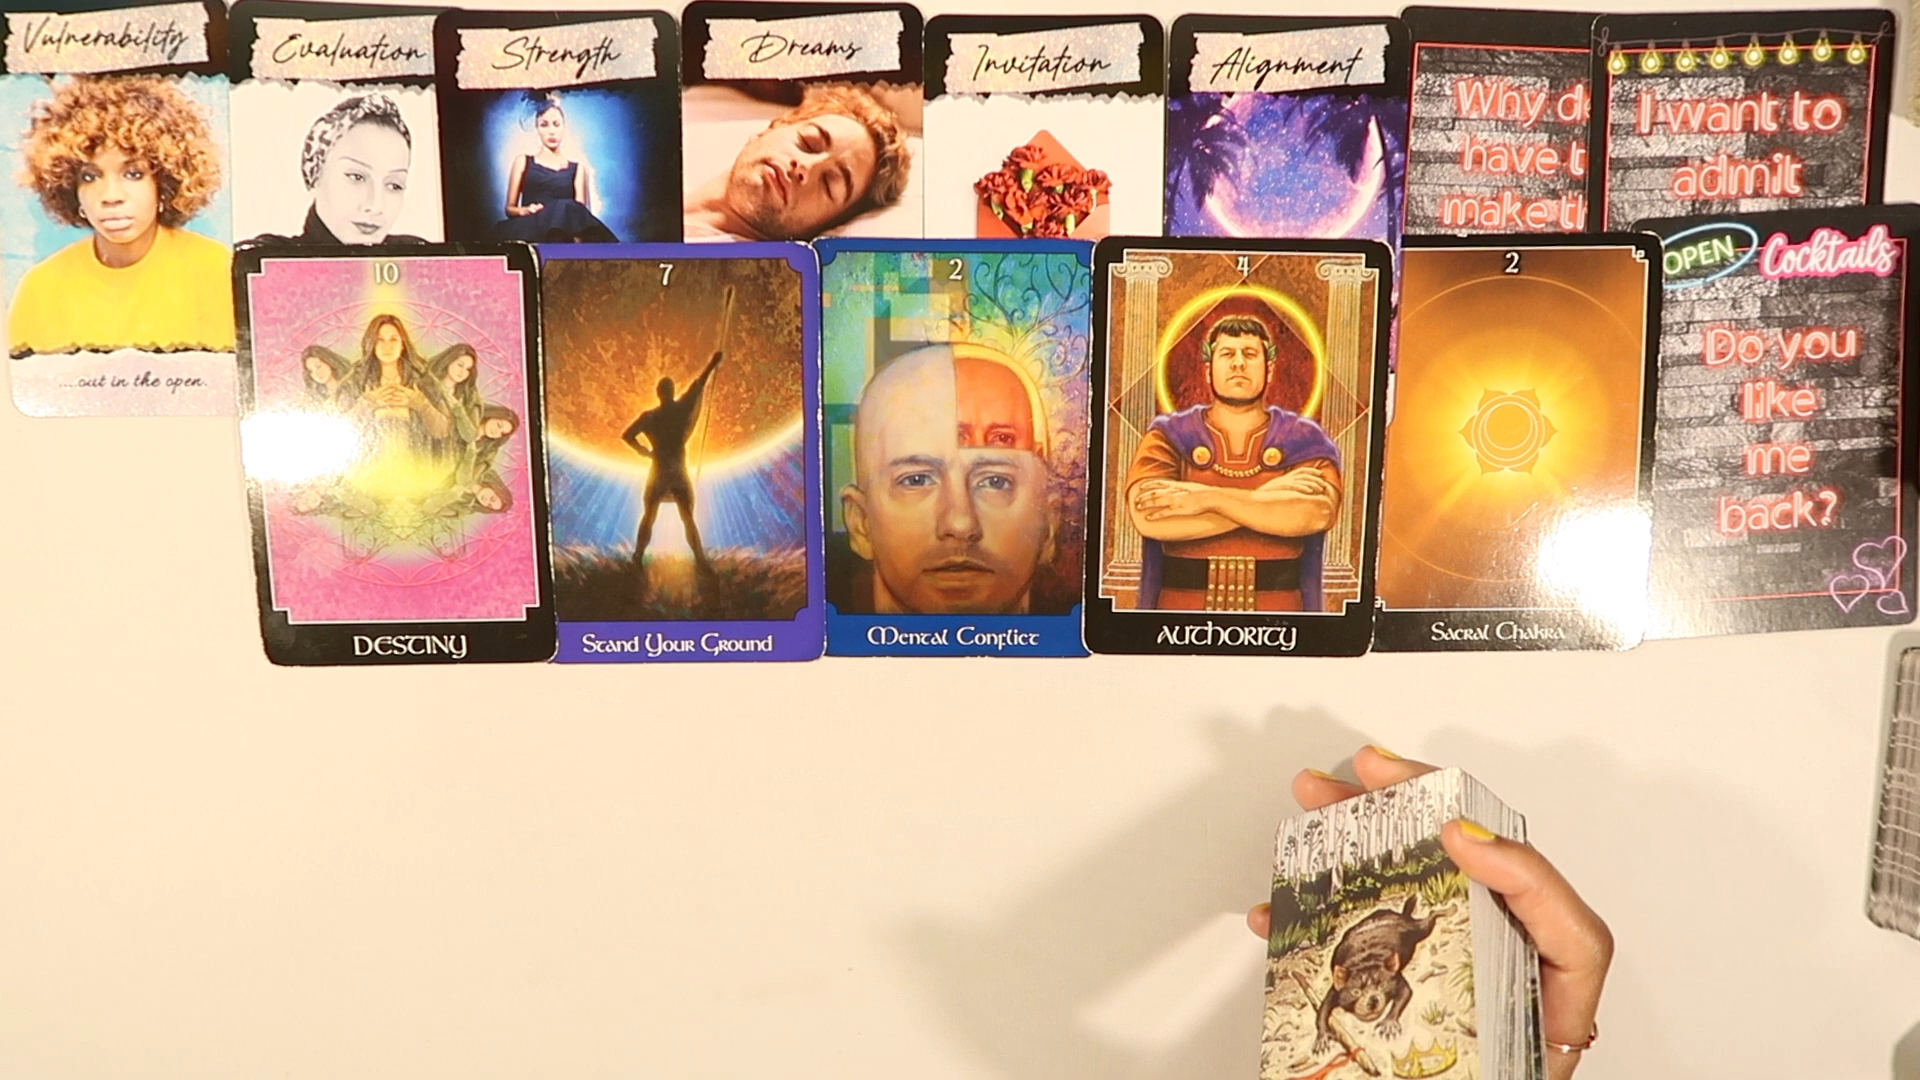 Vulnerability
Evaluation
Strength
Dreams
Invitation
Alignment
Why
have
make
I want to
admit
....out in the open.
10
7
2
4
2
OPEN
Cocktails
Do you
like
me
back?
DESTINY
Stand Your Ground
Mental Conflict
AUTHORITY
Sacral Chakra